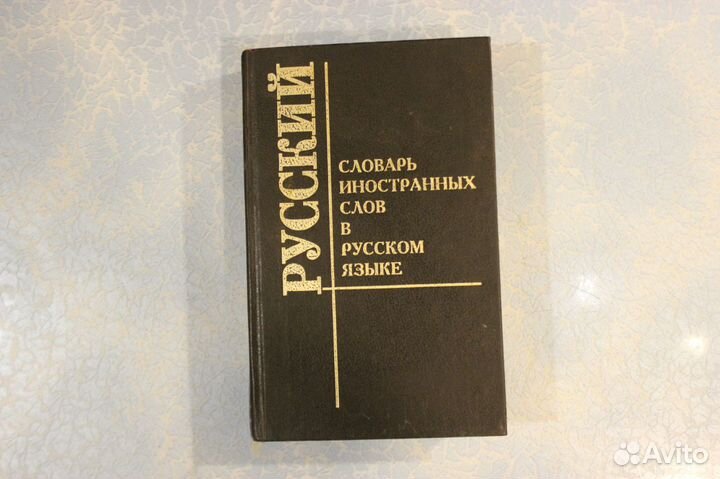 РУССКИЙ
СЛОВАРЬ
ИНОСТРАННЫХ
СЛОВ
В
РУССКОМ
ЯЗЫКЕ
Avito